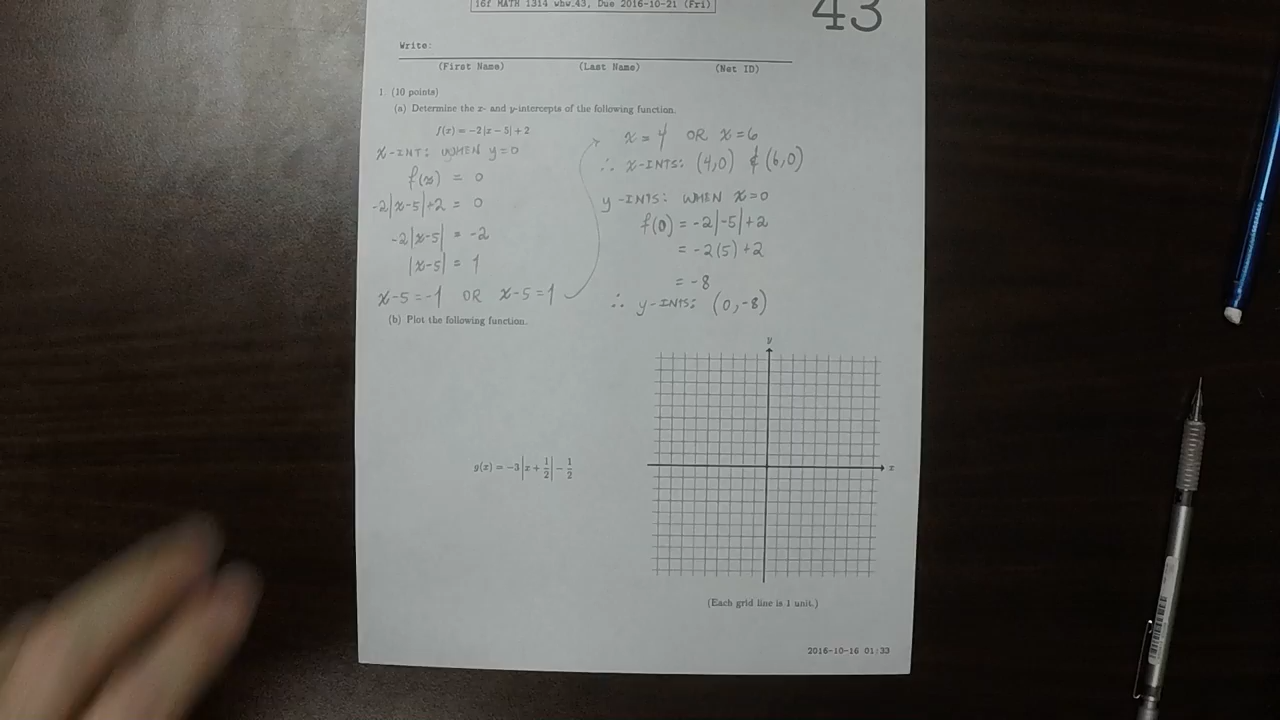 16f MATH 1314 whw.43, Due 2016-10-21 (Fri)
43
Write:
(First Name) (Last Name) (Net ID)
1. (10 points)
(a) Determine the x- and y-intercepts of the following function.
f(x) = -2|x - 5| + 2
x-INT: WHEN y=0
f(x) = 0
-2|x-5|+2 = 0
-2|x-5| = -2
|x-5| = 1
x-5=-1 OR x-5=1
x = 4 OR x=6
∴ x-INTS: (4,0) & (6,0)
y-INTS: WHEN x=0
f(0) = -2|-5|+2
= -2(5)+2
= -8
∴ y-INTS: (0,-8)
(b) Plot the following function.
g(x) = -3|x + 1/2| - 1/2
y
x
(Each grid line is 1 unit.)
2016-10-16 01:33